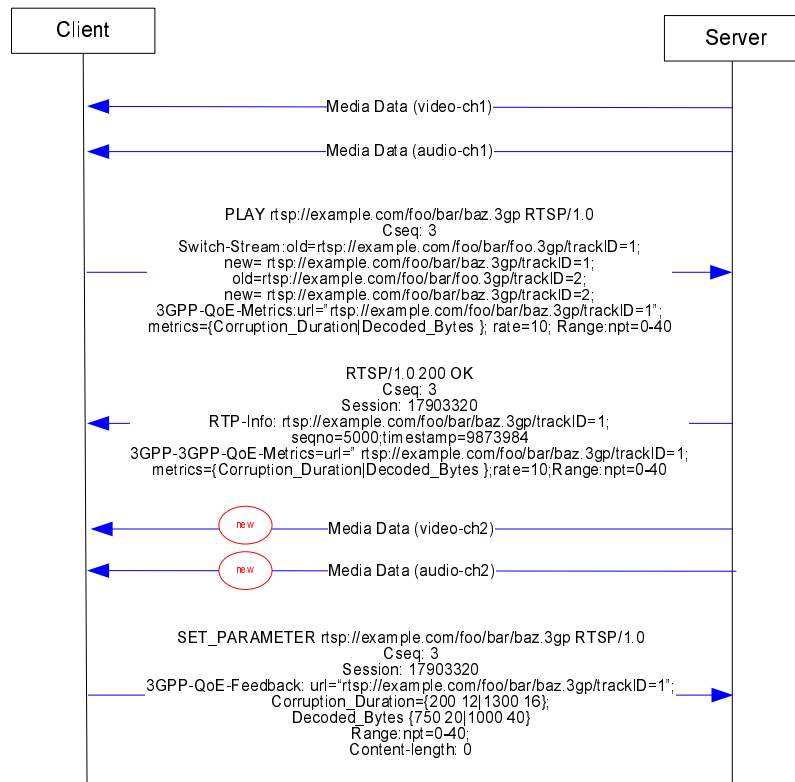 Client
Server
Media Data (video-ch1)
Media Data (audio-ch1)
PLAY rtsp://example.com/foo/bar/baz.3gp RTSP/1.0
Cseq: 3
Switch-Stream:old=rtsp://example.com/foo/bar/foo.3gp/trackID=1;
new= rtsp://example.com/foo/bar/baz.3gp/trackID=1;
old=rtsp://example.com/foo/bar/foo.3gp/trackID=2;
new= rtsp://example.com/foo/bar/baz.3gp/trackID=2;
3GPP-QoE-Metrics:url=”rtsp://example.com/foo/bar/baz.3gp/trackID=1”;
metrics={Corruption_Duration|Decoded_Bytes }; rate=10; Range:npt=0-40
RTSP/1.0 200 OK
Cseq: 3
Session: 17903320
RTP-Info: rtsp://example.com/foo/bar/baz.3gp/trackID=1;
seqno=5000;timestamp=9873984
3GPP-3GPP-QoE-Metrics=url=” rtsp://example.com/foo/bar/baz.3gp/trackID=1;
metrics={Corruption_Duration|Decoded_Bytes };rate=10;Range:npt=0-40
new
Media Data (video-ch2)
new
Media Data (audio-ch2)
SET_PARAMETER rtsp://example.com/foo/bar/baz.3gp RTSP/1.0
Cseq: 3
Session: 17903320
3GPP-QoE-Feedback: url=“rtsp://example.com/foo/bar/baz.3gp/trackID=1”;
Corruption_Duration={200 12|1300 16};
Decoded_Bytes {750 20|1000 40}
Range:npt=0-40;
Content-length: 0